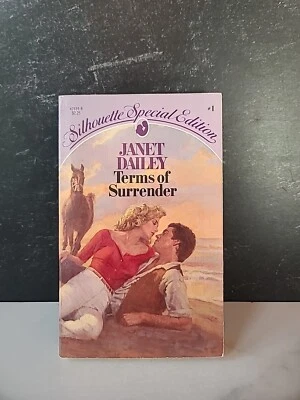 Silhouette Special Edition
#1
JANET
DAILEY
Terms of
Surrender